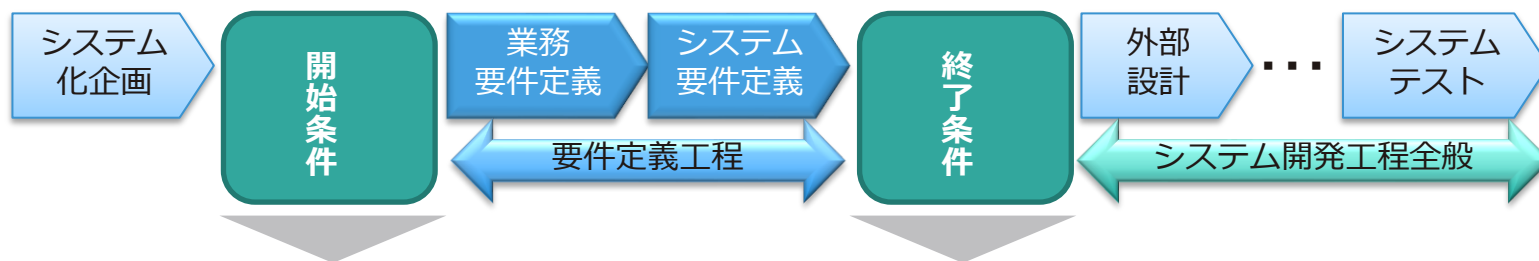 システム
化企画
開始条件
業務
要件定義
システム
要件定義
要件定義工程
終了条件
外部
設計
・・・
システム
テスト
システム開発工程全般